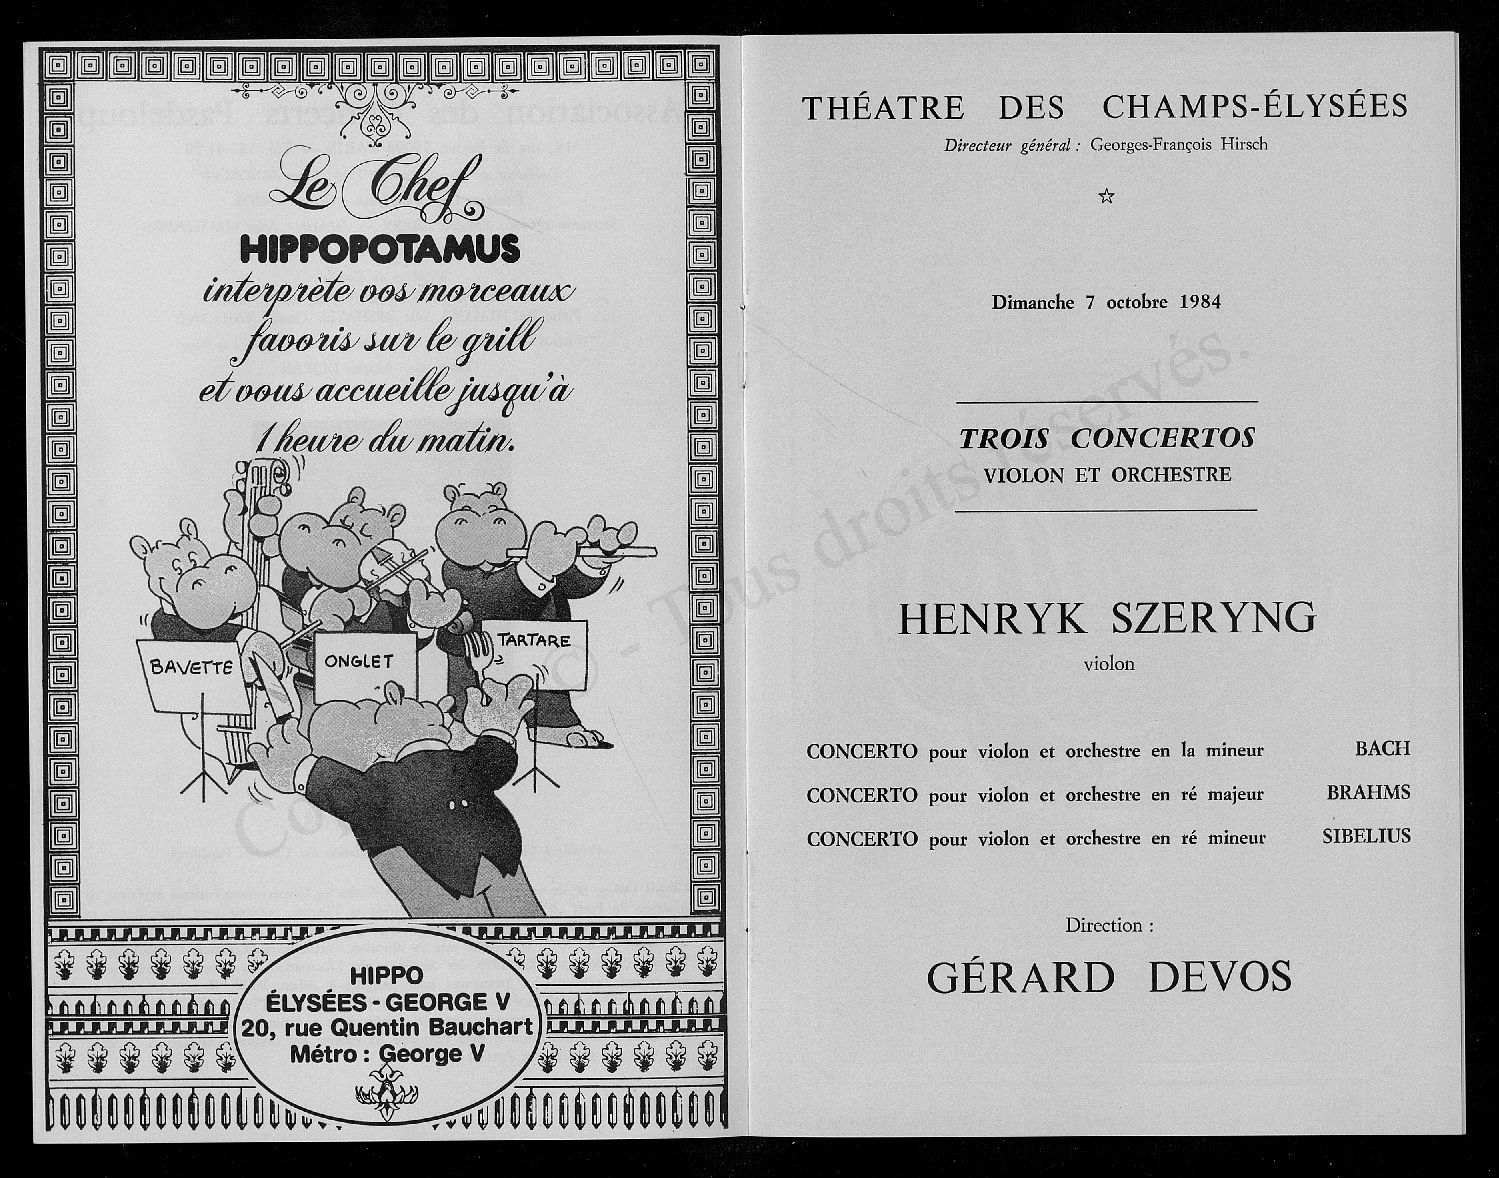 Le Chef
HIPPOPOTAMUS
interprète vos morceaux
favoris sur le grill
et vous accueille jusqu'à
1 heure du matin.
BAVETTE
ONGLET
TARTARE
HIPPO
ÉLYSÉES - GEORGE V
20, rue Quentin Bauchart
Métro : George V
THÉATRE DES CHAMPS-ÉLYSÉES
Directeur général : Georges-François Hirsch
Dimanche 7 octobre 1984
TROIS CONCERTOS
VIOLON ET ORCHESTRE
HENRYK SZERYNG
violon
CONCERTO pour violon et orchestre en la mineur BACH
CONCERTO pour violon et orchestre en ré majeur BRAHMS
CONCERTO pour violon et orchestre en ré mineur SIBELIUS
Direction :
GÉRARD DEVOS
© - Tous droits réservés.